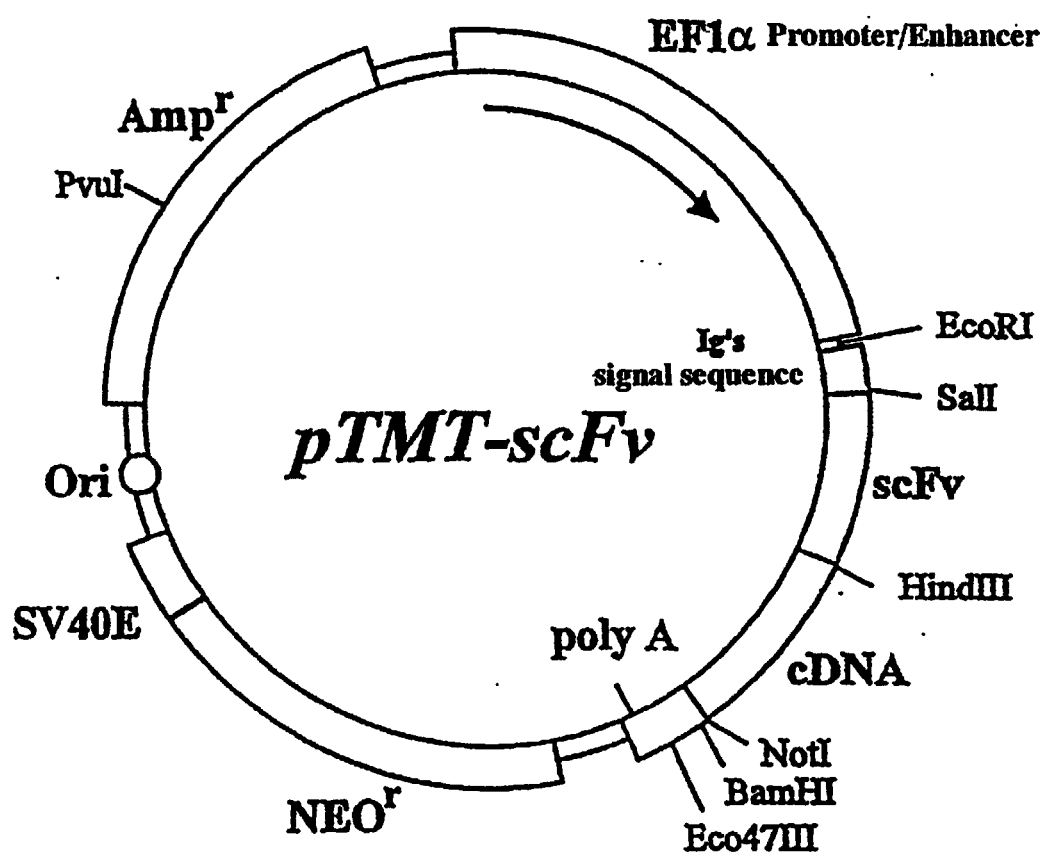 EF1α Promoter/Enhancer
Ampʳ
PvuI
EcoRI
Ig's
signal sequence
SalI
pTMT-scFv
Ori
scFv
HindIII
SV40E
poly A
cDNA
NotI
BamHI
NEOʳ
Eco47III